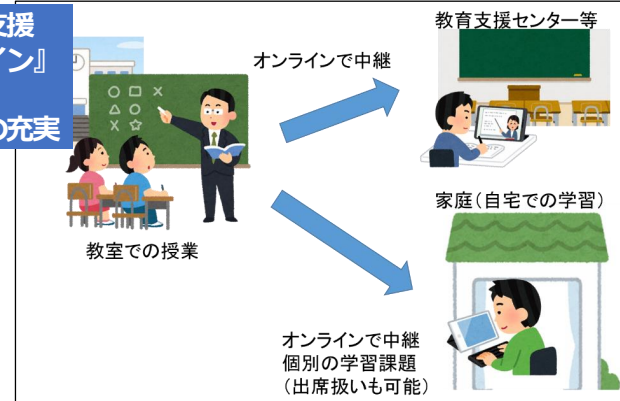 支援
イン』
の充実
教室での授業
オンラインで中継
教育支援センター等
家庭(自宅での学習)
オンラインで中継
個別の学習課題
(出席扱いも可能)